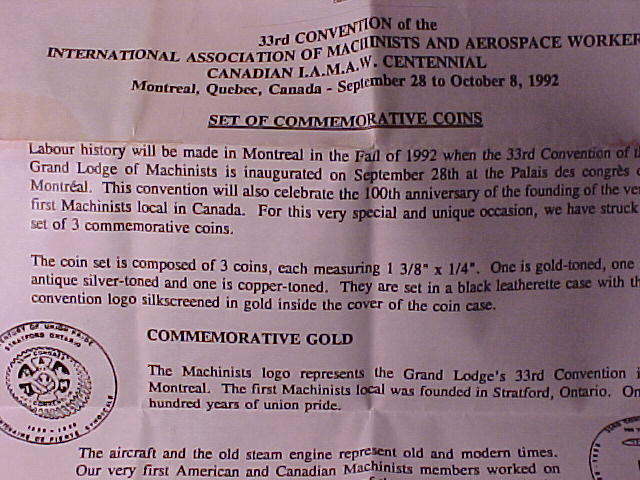 33rd CONVENTION of the
INTERNATIONAL ASSOCIATION OF MACHINISTS AND AEROSPACE WORKER
CANADIAN I.A.M.A.W. CENTENNIAL
Montreal, Quebec, Canada - September 28 to October 8, 1992
SET OF COMMEMORATIVE COINS
Labour history will be made in Montreal in the Fall of 1992 when the 33rd Convention of t
Grand Lodge of Machinists is inaugurated on September 28th at the Palais des congrès
Montréal. This convention will also celebrate the 100th anniversary of the founding of the ve
first Machinists local in Canada. For this very special and unique occasion, we have struck
set of 3 commemorative coins.
The coin set is composed of 3 coins, each measuring 1 3/8" x 1/4". One is gold-toned, one
antique silver-toned and one is copper-toned. They are set in a black leatherette case with th
convention logo silkscreened in gold inside the cover of the coin case.
COMMEMORATIVE GOLD
CENTURY OF UNION PRIDE
STRATFORD ONTARIO
The Machinists logo represents the Grand Lodge's 33rd Convention i
Montreal. The first Machinists local was founded in Stratford, Ontario. On
hundred years of union pride.
The aircraft and the old steam engine represent old and modern times.
Our very first American and Canadian Machinists members worked on